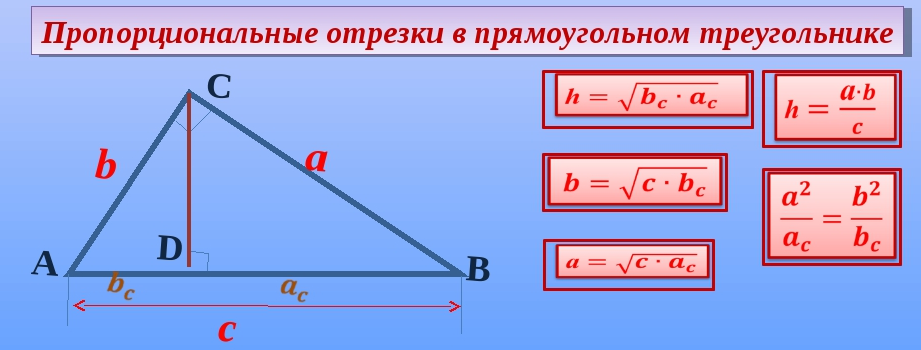 Пропорциональные отрезки в прямоугольном треугольнике
C
b
a
A
D
B
b_c
a_c
c
h = √(b_c · a_c)
h = a·b / c
b = √(c · b_c)
a² / a_c = b² / b_c
a = √(c · a_c)